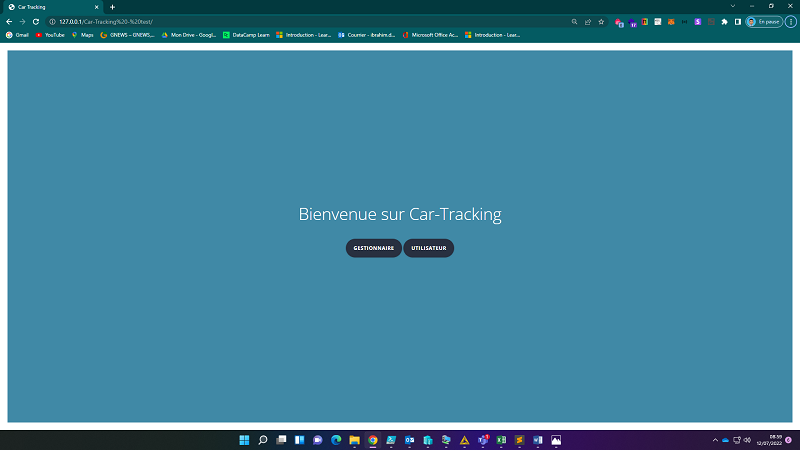 Car Tracking
127.0.0.1/Car-Tracking%20-%20test/
En pause
Gmail
YouTube
Maps
GNEWS – GNEWS,...
Mon Drive - Googl...
DataCamp Learn
Introduction - Lear...
Courrier - ibrahim.d...
Microsoft Office Ac...
Introduction - Lear...
Bienvenue sur Car-Tracking
GESTIONNAIRE
UTILISATEUR
08:59
12/07/2022